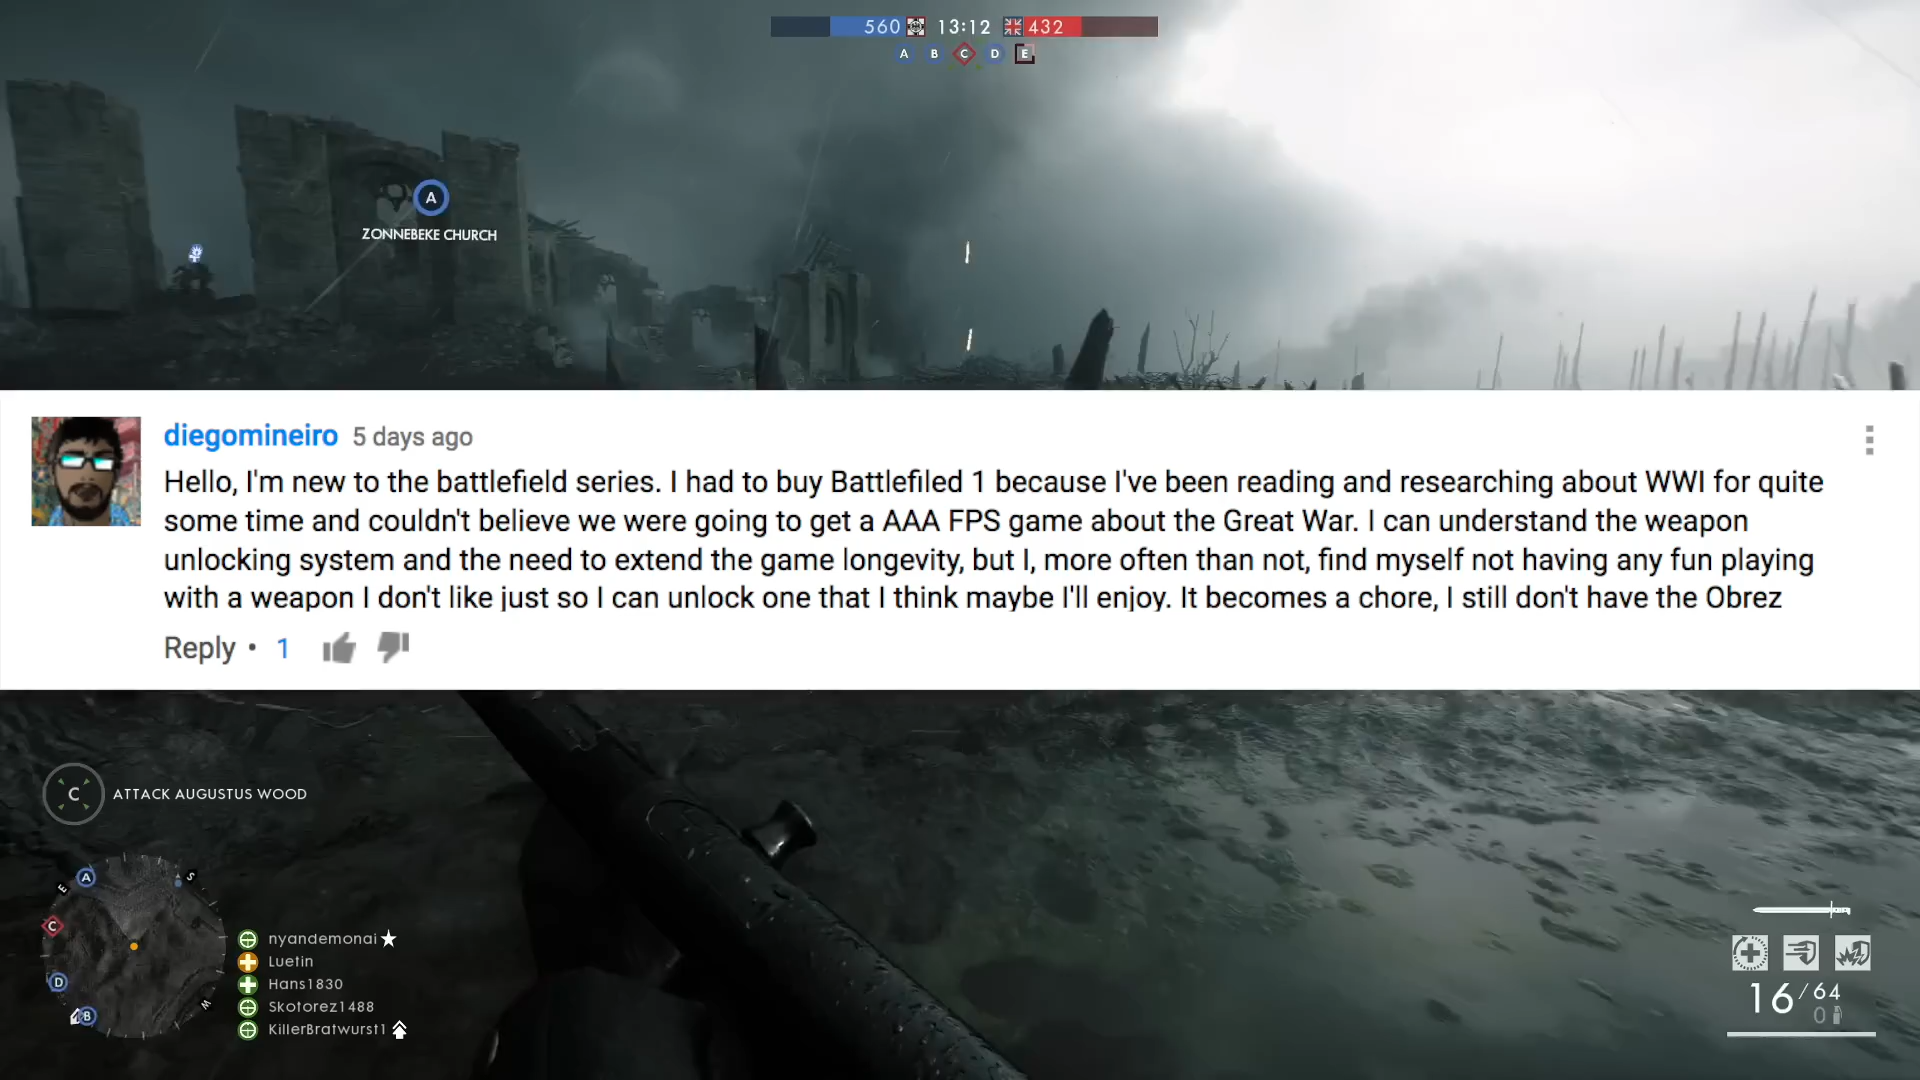 560 13:12 432
A B C D E
A
ZONNEBEKE CHURCH
diegomineiro 5 days ago
Hello, I'm new to the battlefield series. I had to buy Battlefiled 1 because I've been reading and researching about WWI for quite
some time and couldn't believe we were going to get a AAA FPS game about the Great War. I can understand the weapon
unlocking system and the need to extend the game longevity, but I, more often than not, find myself not having any fun playing
with a weapon I don't like just so I can unlock one that I think maybe I'll enjoy. It becomes a chore, I still don't have the Obrez
Reply • 1
C ATTACK AUGUSTUS WOOD
A S
E
C
D
B
W
nyandemonai
Luetin
Hans1830
Skotorez1488
KillerBratwurst1
16/64
0